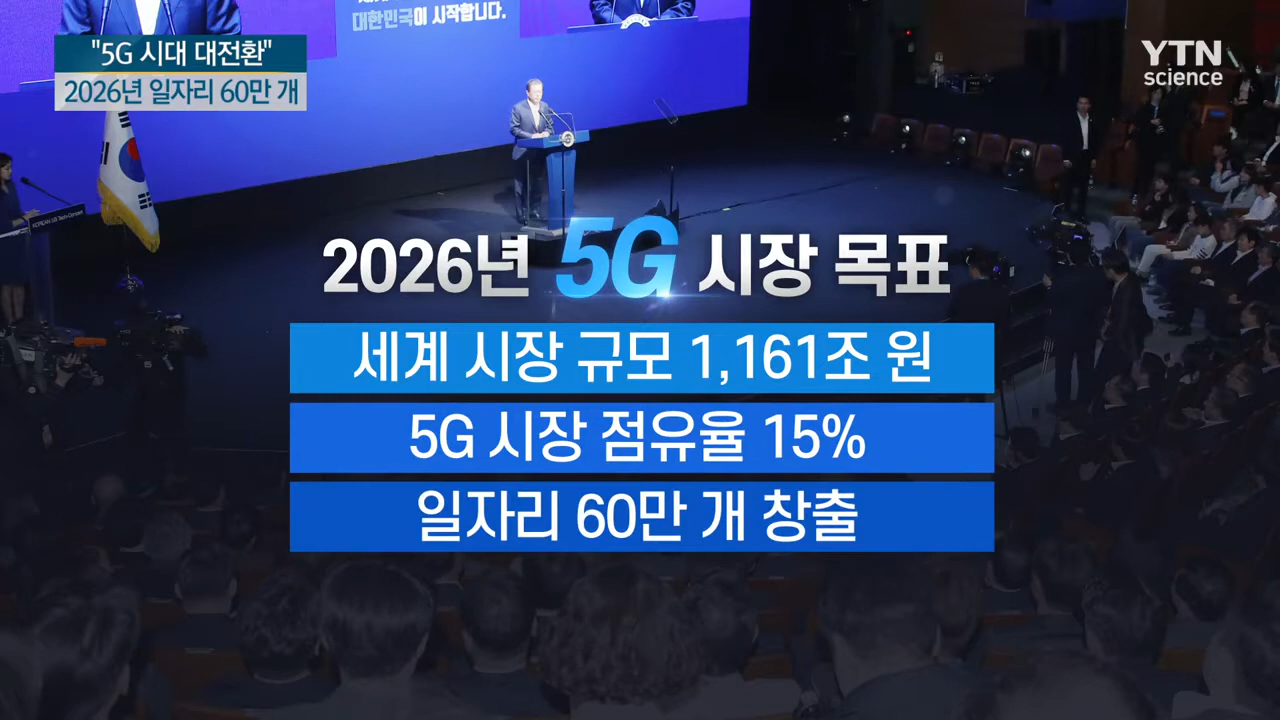 대한민국이 시작합니다.
"5G 시대 대전환"
2026년 일자리 60만 개
YTN
science
2026년 5G 시장 목표
세계 시장 규모 1,161조 원
5G 시장 점유율 15%
일자리 60만 개 창출